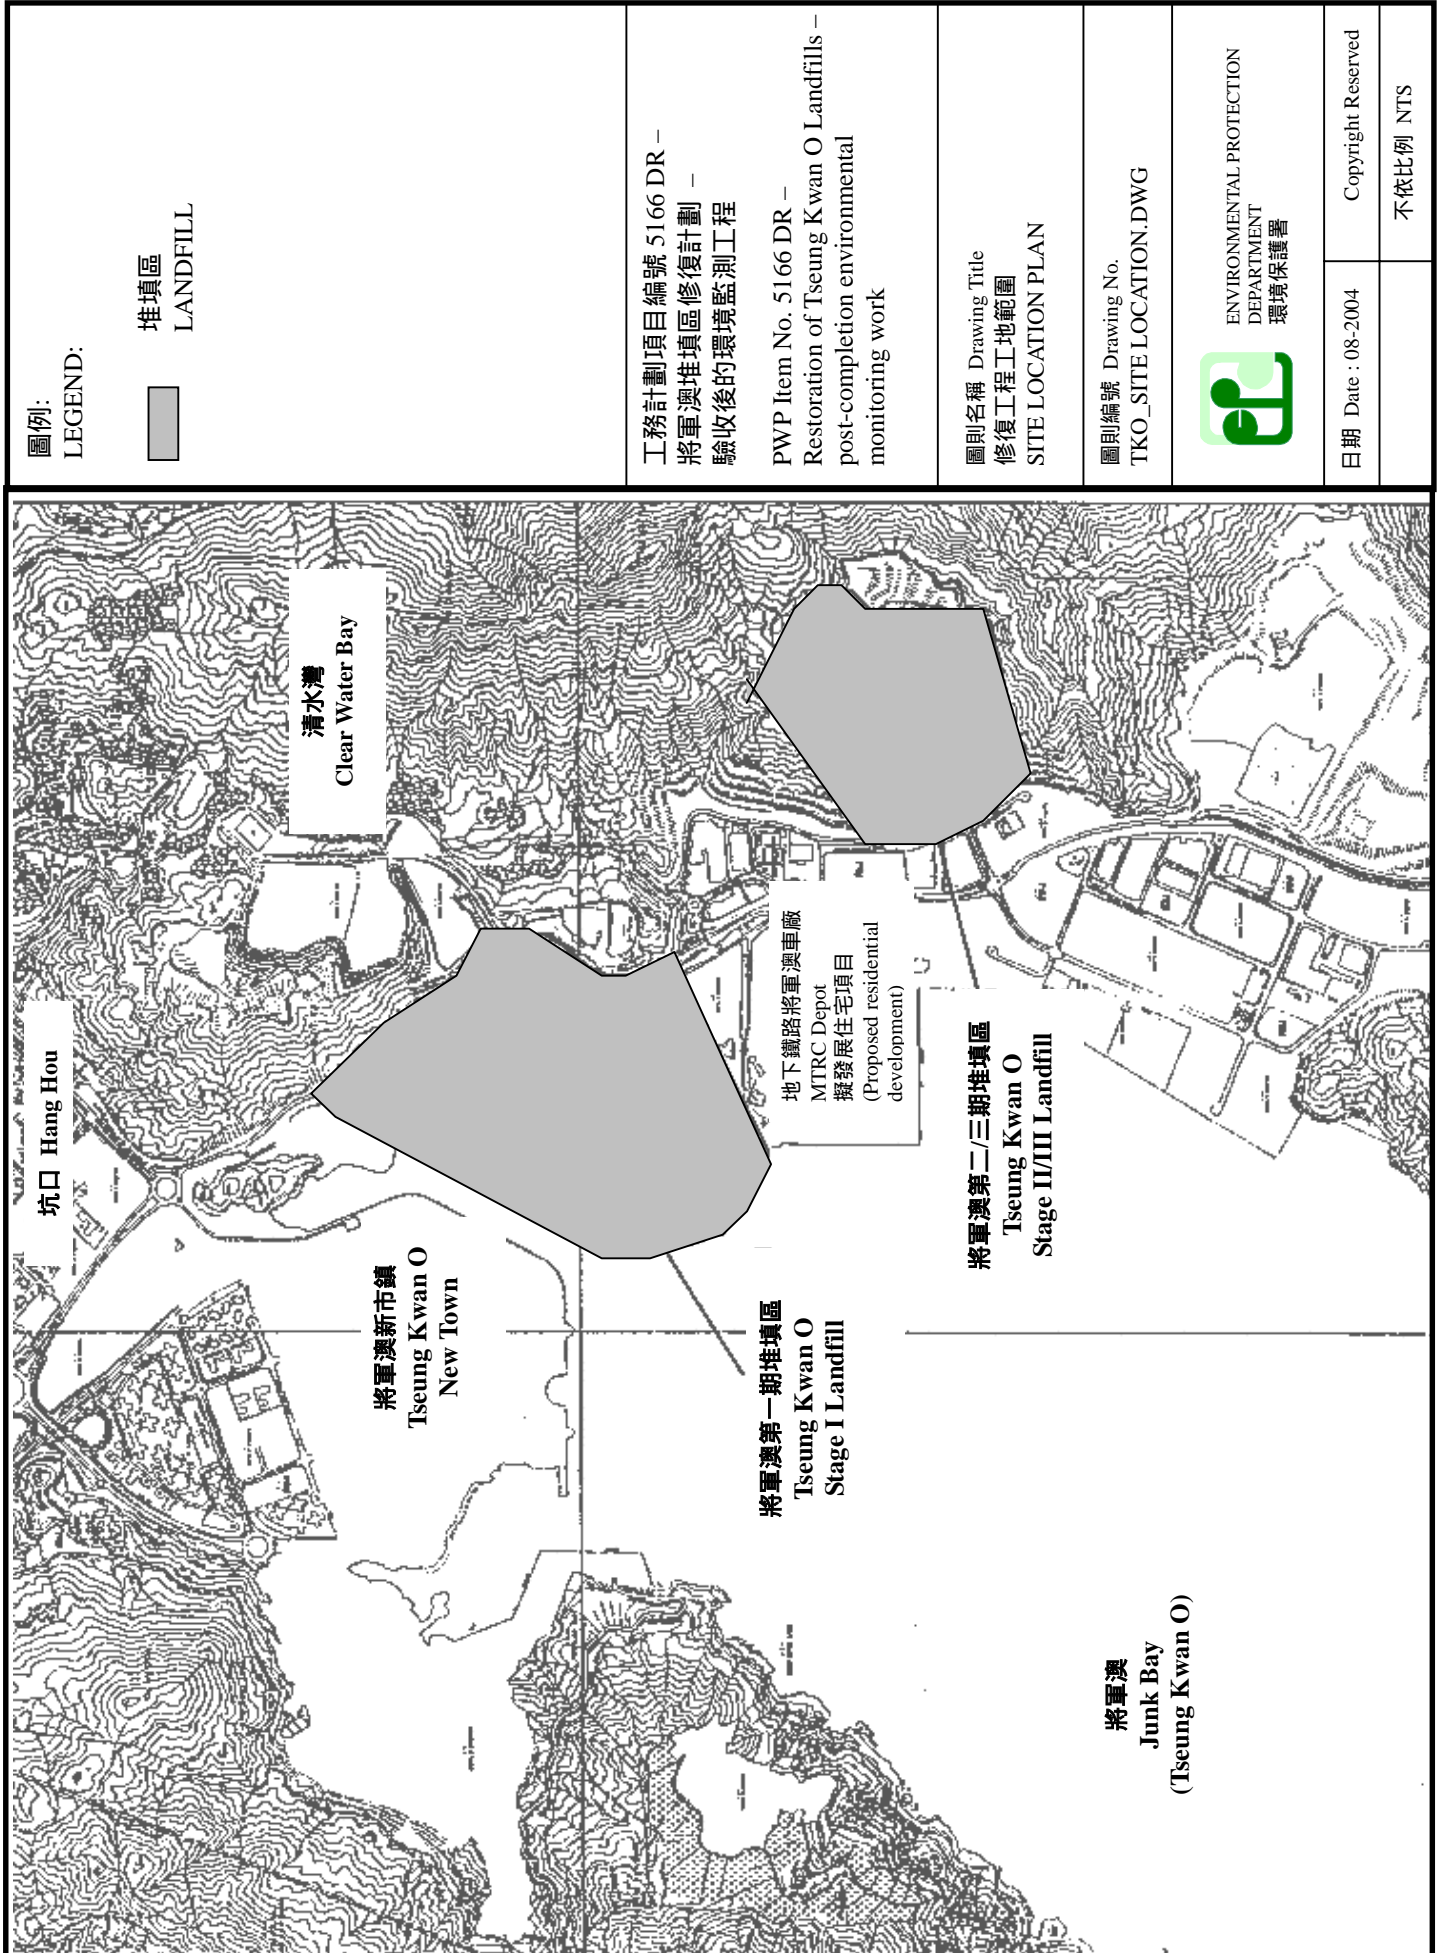 坑口 Hang Hou
清水灣
Clear Water Bay
將軍澳新市鎮
Tseung Kwan O
New Town
地下鐵路將軍澳車廠
MTRC Depot
擬發展住宅項目
(Proposed residential
development)
將軍澳第一期堆填區
Tseung Kwan O
Stage I Landfill
將軍澳第二/三期堆填區
Tseung Kwan O
Stage II/III Landfill
將軍澳
Junk Bay
(Tseung Kwan O)
圖例:
LEGEND:
堆填區
LANDFILL
工務計劃項目編號 5166 DR –
將軍澳堆填區修復計劃 –
驗收後的環境監測工程
PWP Item No. 5166 DR –
Restoration of Tseung Kwan O Landfills –
post-completion environmental
monitoring work
圖則名稱 Drawing Title
修復工程工地範圍
SITE LOCATION PLAN
圖則編號 Drawing No.
TKO_SITE LOCATION.DWG
ENVIRONMENTAL PROTECTION
DEPARTMENT
環境保護署
日期 Date : 08-2004
Copyright Reserved
不依比例 NTS